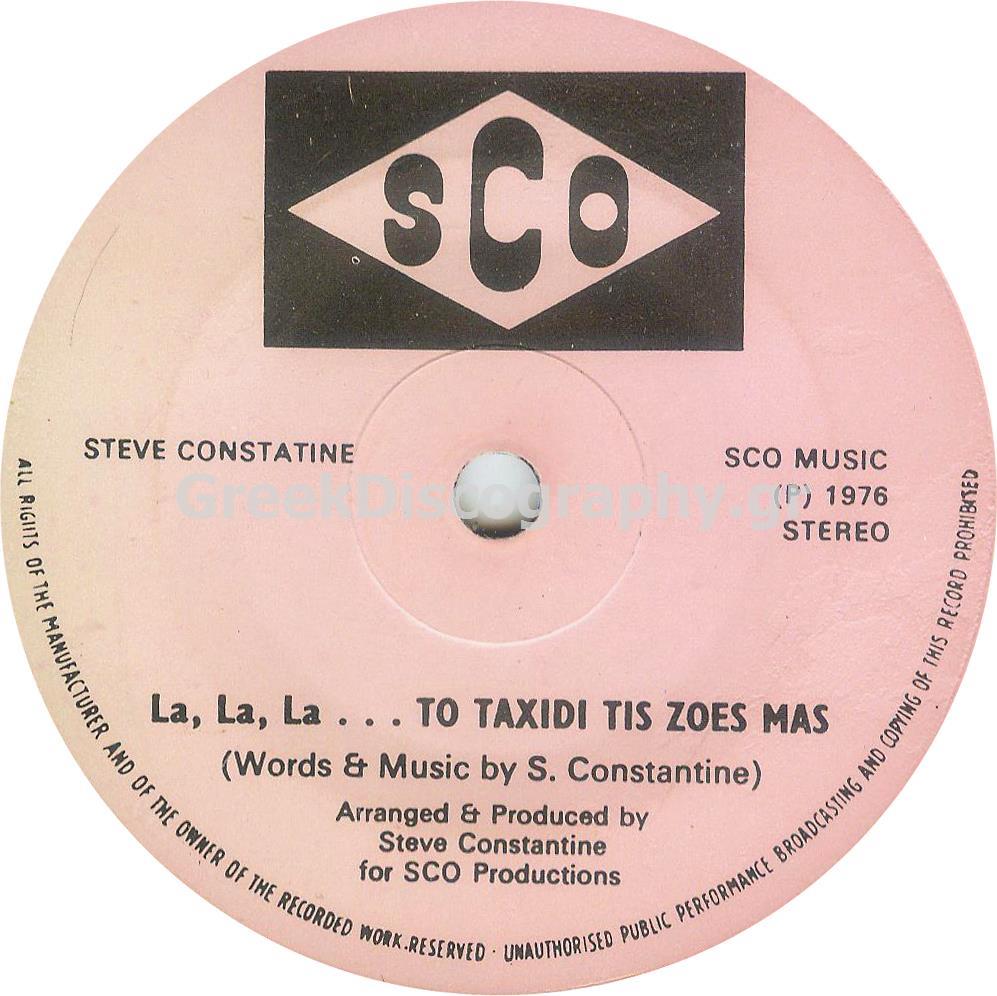 SCO
STEVE CONSTATINE
SCO MUSIC
(P) 1976
STEREO
GreekDiscography.gr
La, La, La . . . TO TAXIDI TIS ZOES MAS
(Words & Music by S. Constantine)
Arranged & Produced by
Steve Constantine
for SCO Productions
ALL RIGHTS OF THE MANUFACTURER AND OF THE OWNER OF THE RECORDED WORK.RESERVED · UNAUTHORISED PUBLIC PERFORMANCE BROADCASTING AND COPYING OF THIS RECORD PROHIBITED